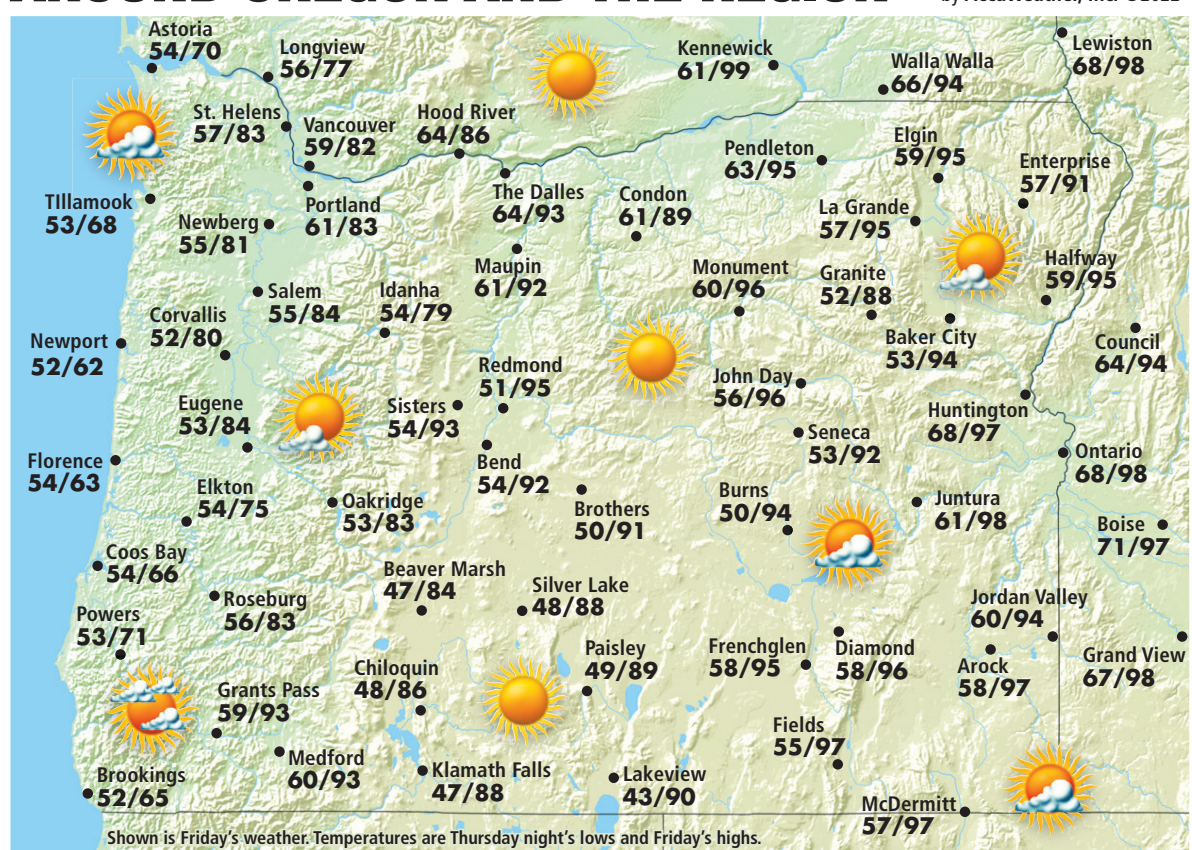 AROUND OREGON AND THE REGION
by AccuWeather, Inc. ©2022
Astoria
54/70
Longview
56/77
Kennewick
61/99
Walla Walla
66/94
Lewiston
68/98
St. Helens
57/83
Vancouver
59/82
Hood River
64/86
Pendleton
63/95
Elgin
59/95
Enterprise
57/91
TIllamook
53/68
Newberg
55/81
Portland
61/83
The Dalles
64/93
Condon
61/89
La Grande
57/95
Maupin
61/92
Monument
60/96
Granite
52/88
Halfway
59/95
Salem
55/84
Idanha
54/79
Corvallis
52/80
Newport
52/62
Baker City
53/94
Council
64/94
Redmond
51/95
John Day
56/96
Eugene
53/84
Sisters
54/93
Huntington
68/97
Seneca
53/92
Florence
54/63
Bend
54/92
Ontario
68/98
Elkton
54/75
Oakridge
53/83
Brothers
50/91
Burns
50/94
Juntura
61/98
Boise
71/97
Coos Bay
54/66
Beaver Marsh
47/84
Silver Lake
48/88
Roseburg
56/83
Jordan Valley
60/94
Powers
53/71
Paisley
49/89
Frenchglen
58/95
Diamond
58/96
Arock
58/97
Grand View
67/98
Chiloquin
48/86
Grants Pass
59/93
Medford
60/93
Fields
55/97
Klamath Falls
47/88
Lakeview
43/90
Brookings
52/65
McDermitt
57/97
Shown is Friday's weather. Temperatures are Thursday night's lows and Friday's highs.